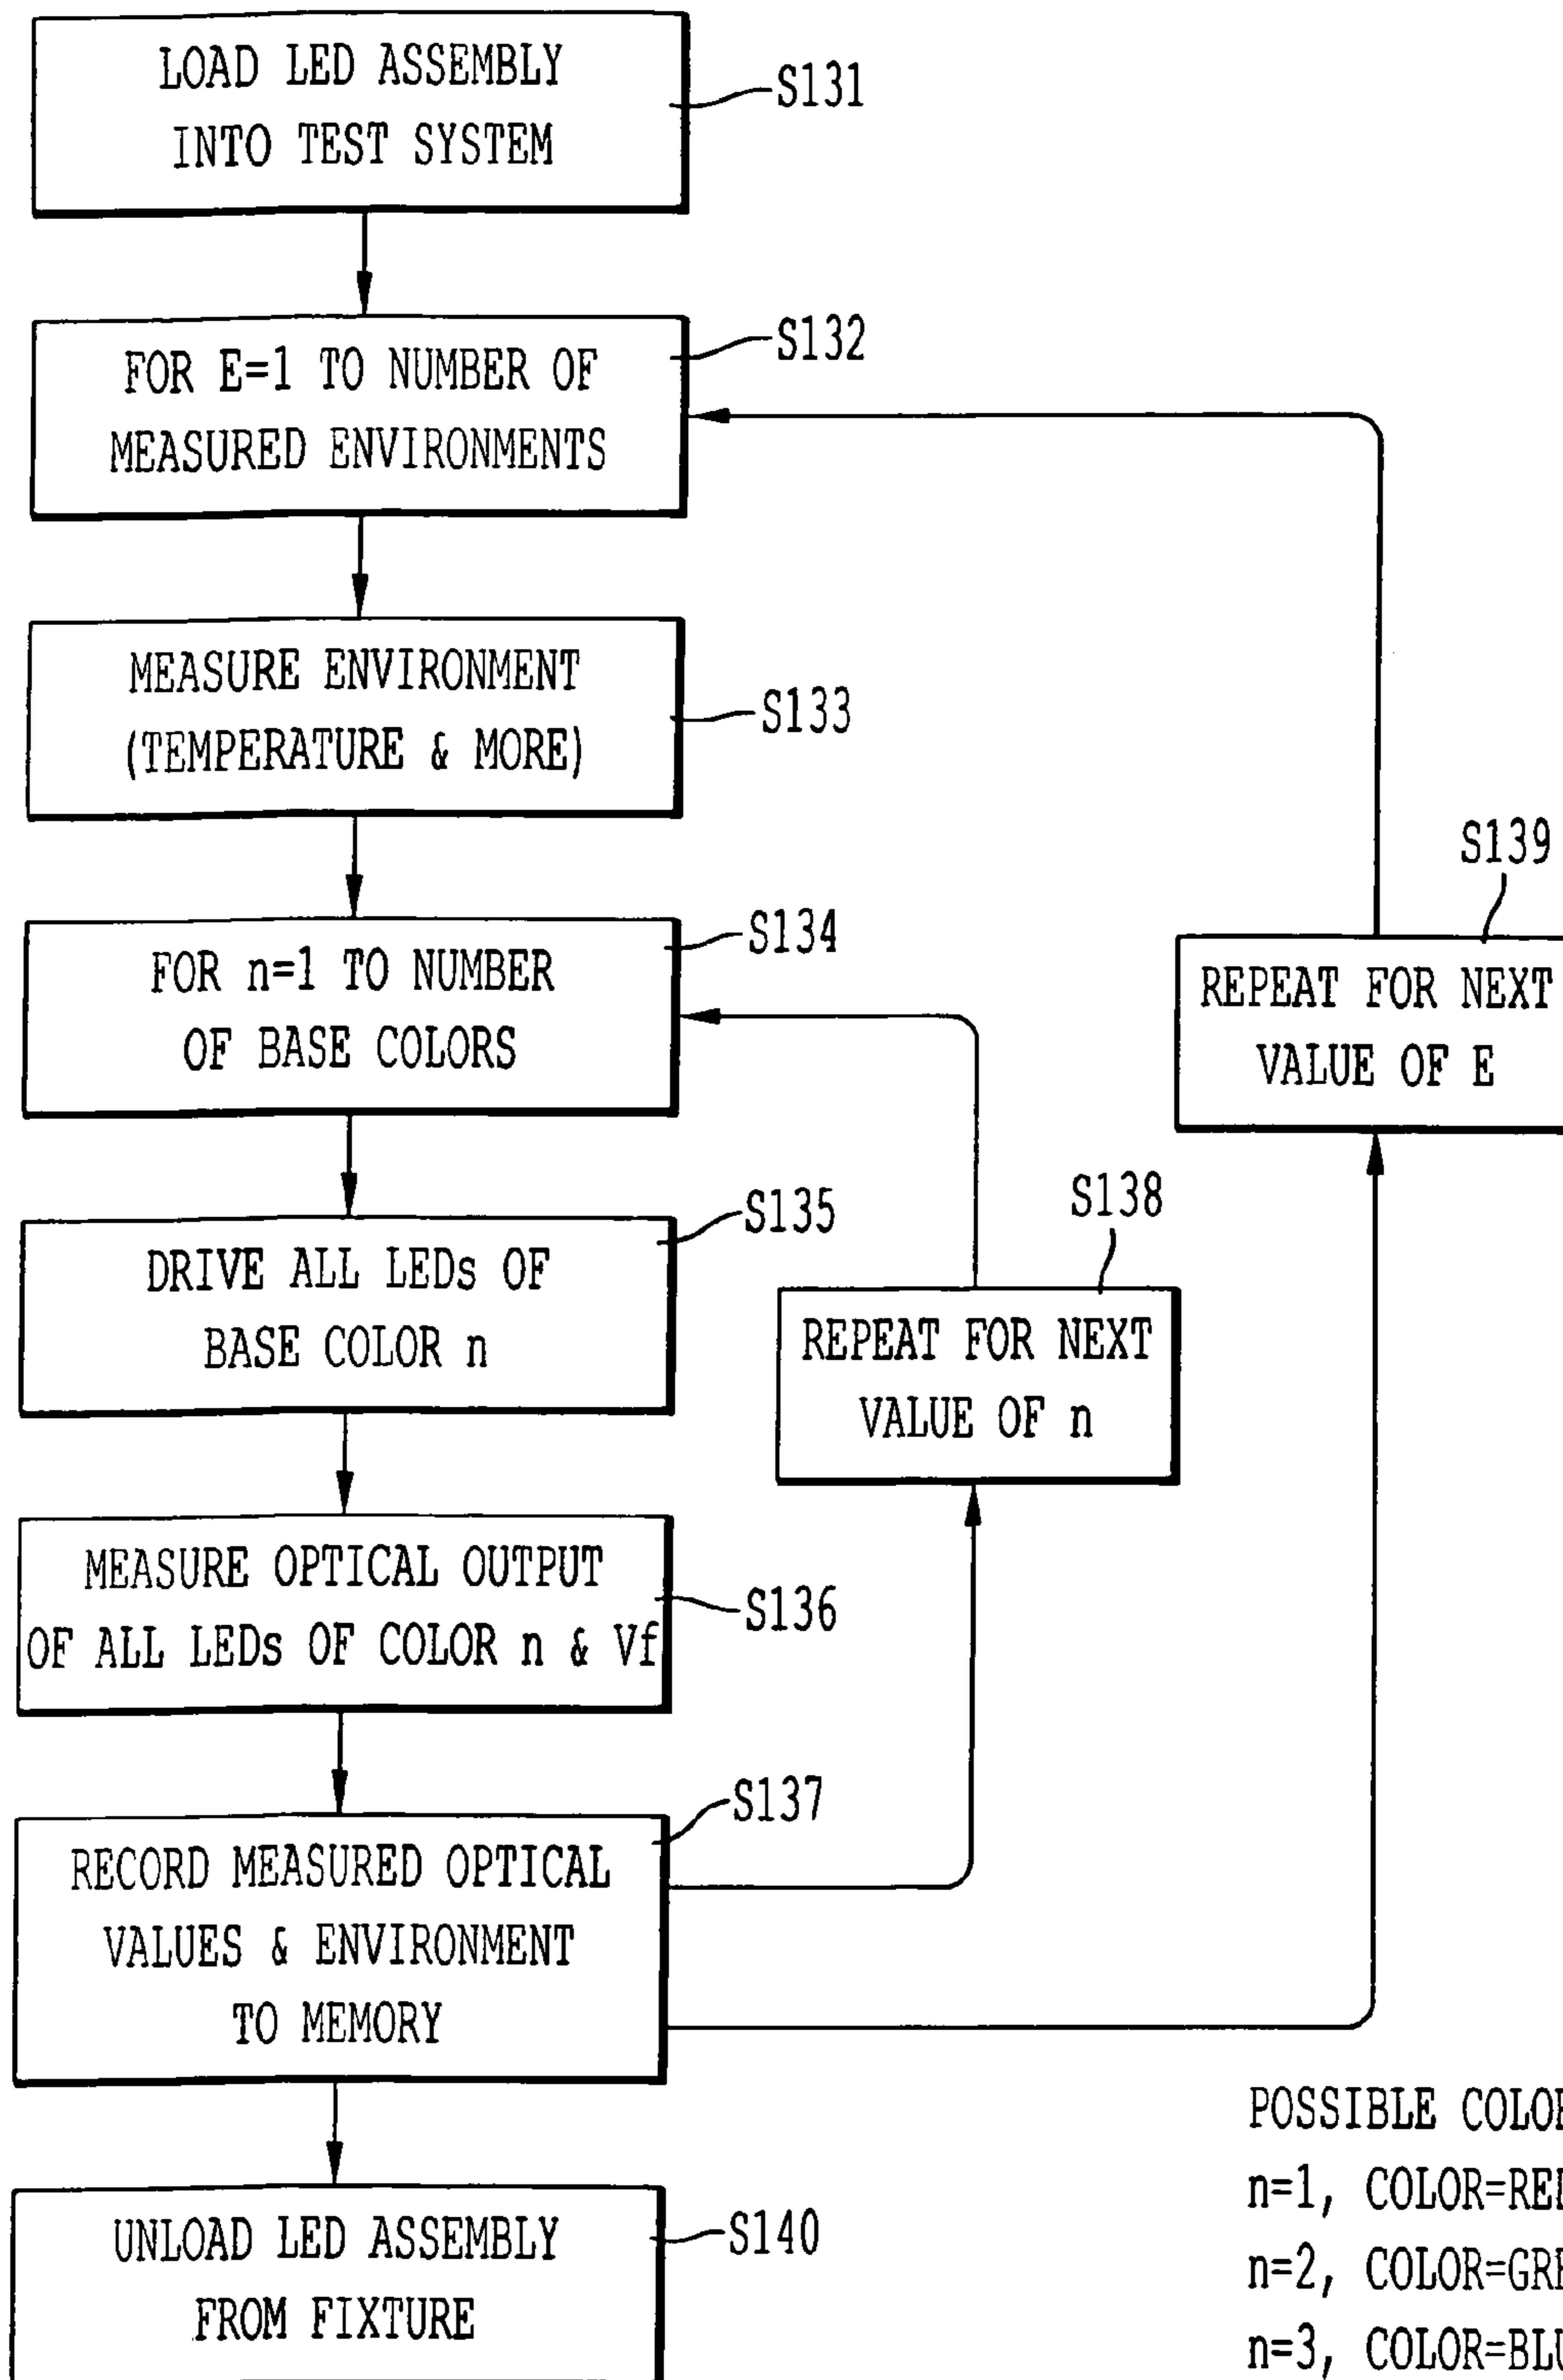 LOAD LED ASSEMBLY
INTO TEST SYSTEM
S131
FOR E=1 TO NUMBER OF
MEASURED ENVIRONMENTS
S132
MEASURE ENVIRONMENT
(TEMPERATURE & MORE)
S133
FOR n=1 TO NUMBER
OF BASE COLORS
S134
DRIVE ALL LEDs OF
BASE COLOR n
S135
MEASURE OPTICAL OUTPUT
OF ALL LEDs OF COLOR n & Vf
S136
RECORD MEASURED OPTICAL
VALUES & ENVIRONMENT
TO MEMORY
S137
S138
REPEAT FOR NEXT
VALUE OF n
S139
REPEAT FOR NEXT
VALUE OF E
UNLOAD LED ASSEMBLY
FROM FIXTURE
S140
POSSIBLE
n=1,
n=2,
n=3,